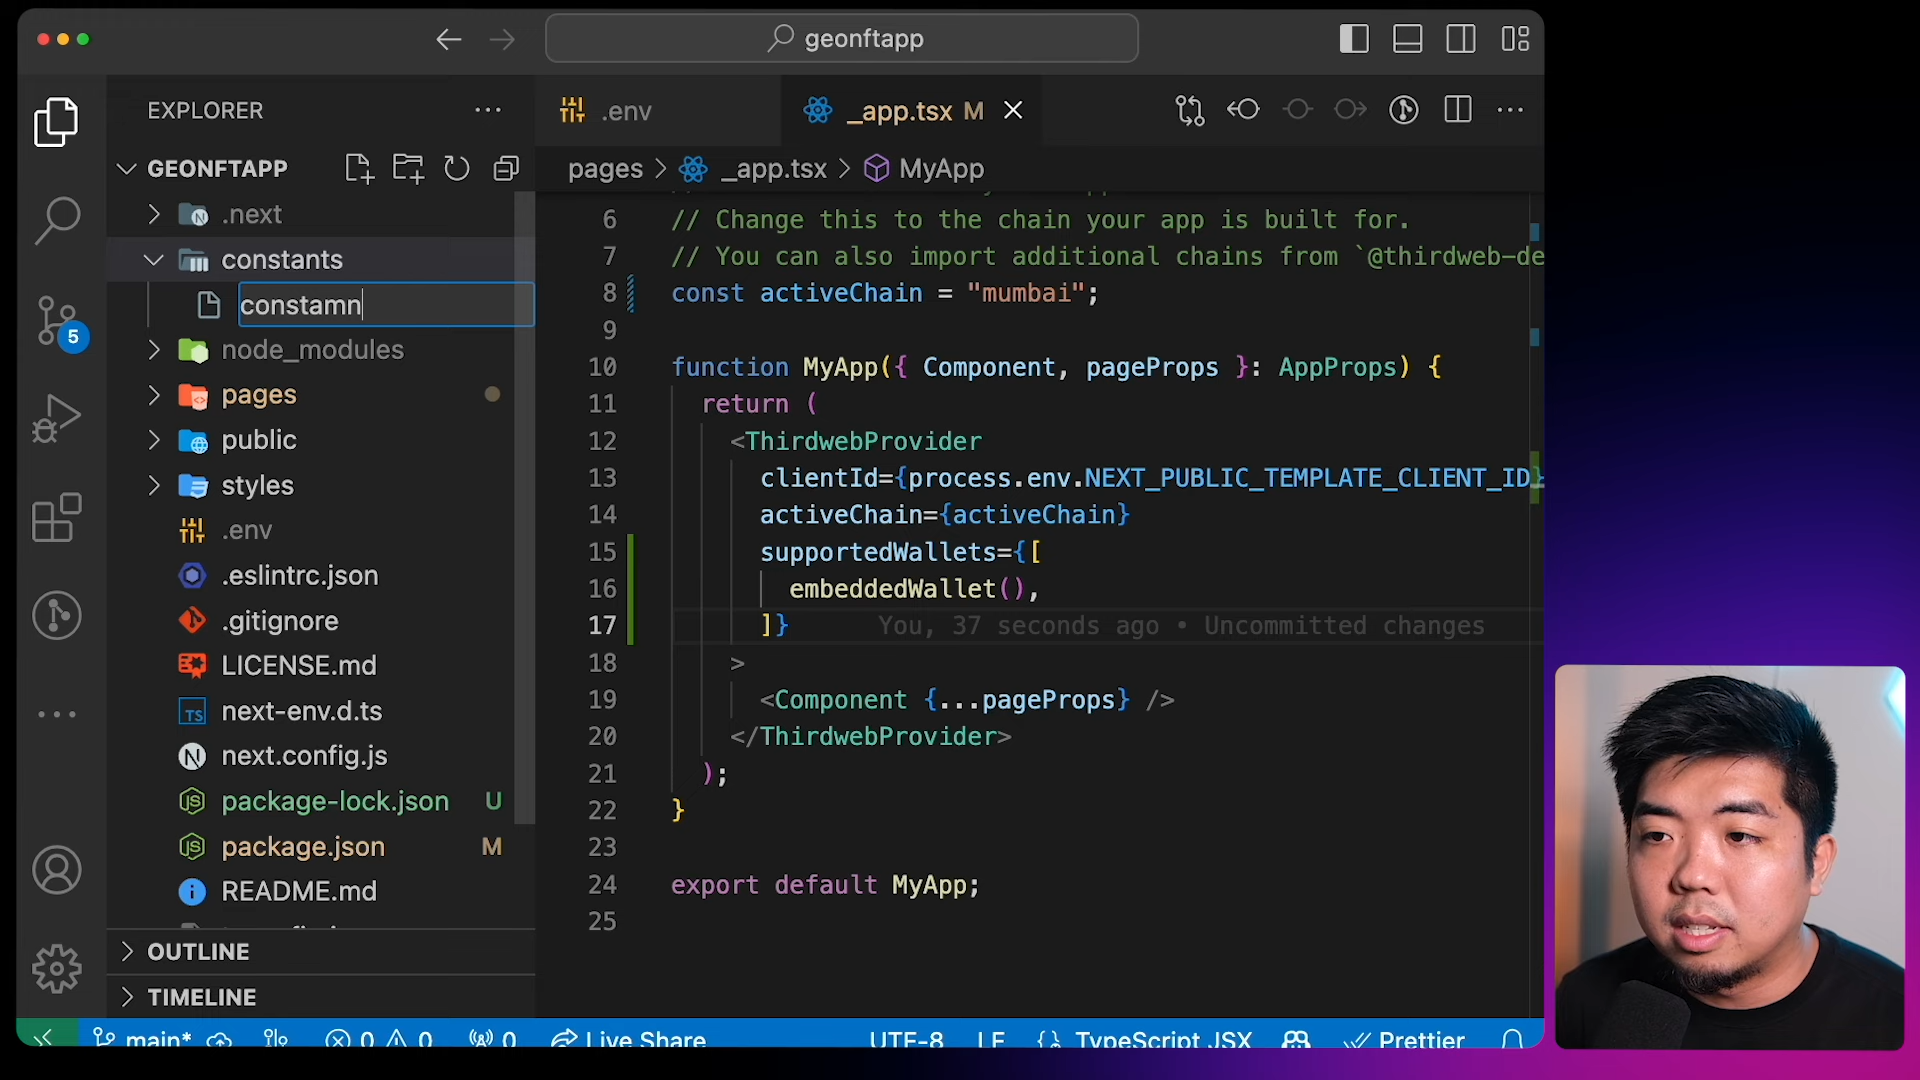 geonftapp
EXPLORER
.env
_app.tsx M
GEONFTAPP
pages > _app.tsx > MyApp
.next
constants
constamn
node_modules
pages
public
styles
.env
.eslintrc.json
.gitignore
LICENSE.md
next-env.d.ts
next.config.js
package-lock.json U
package.json M
README.md
OUTLINE
TIMELINE
5
6 // Change this to the chain your app is built for.
7 // You can also import additional chains from `@thirdweb-de
8 const activeChain = "mumbai";
9
10 function MyApp({ Component, pageProps }: AppProps) {
11 return (
12 <ThirdwebProvider
13 clientId={process.env.NEXT_PUBLIC_TEMPLATE_CLIENT_ID}
14 activeChain={activeChain}
15 supportedWallets={[
16 embeddedWallet(),
17 ]} You, 37 seconds ago • Uncommitted changes
18 >
19 <Component {...pageProps} />
20 </ThirdwebProvider>
21 );
22 }
23
24 export default MyApp;
25
main* 0 0 0 Live Share UTF-8 LF {} TypeScript JSX Prettier